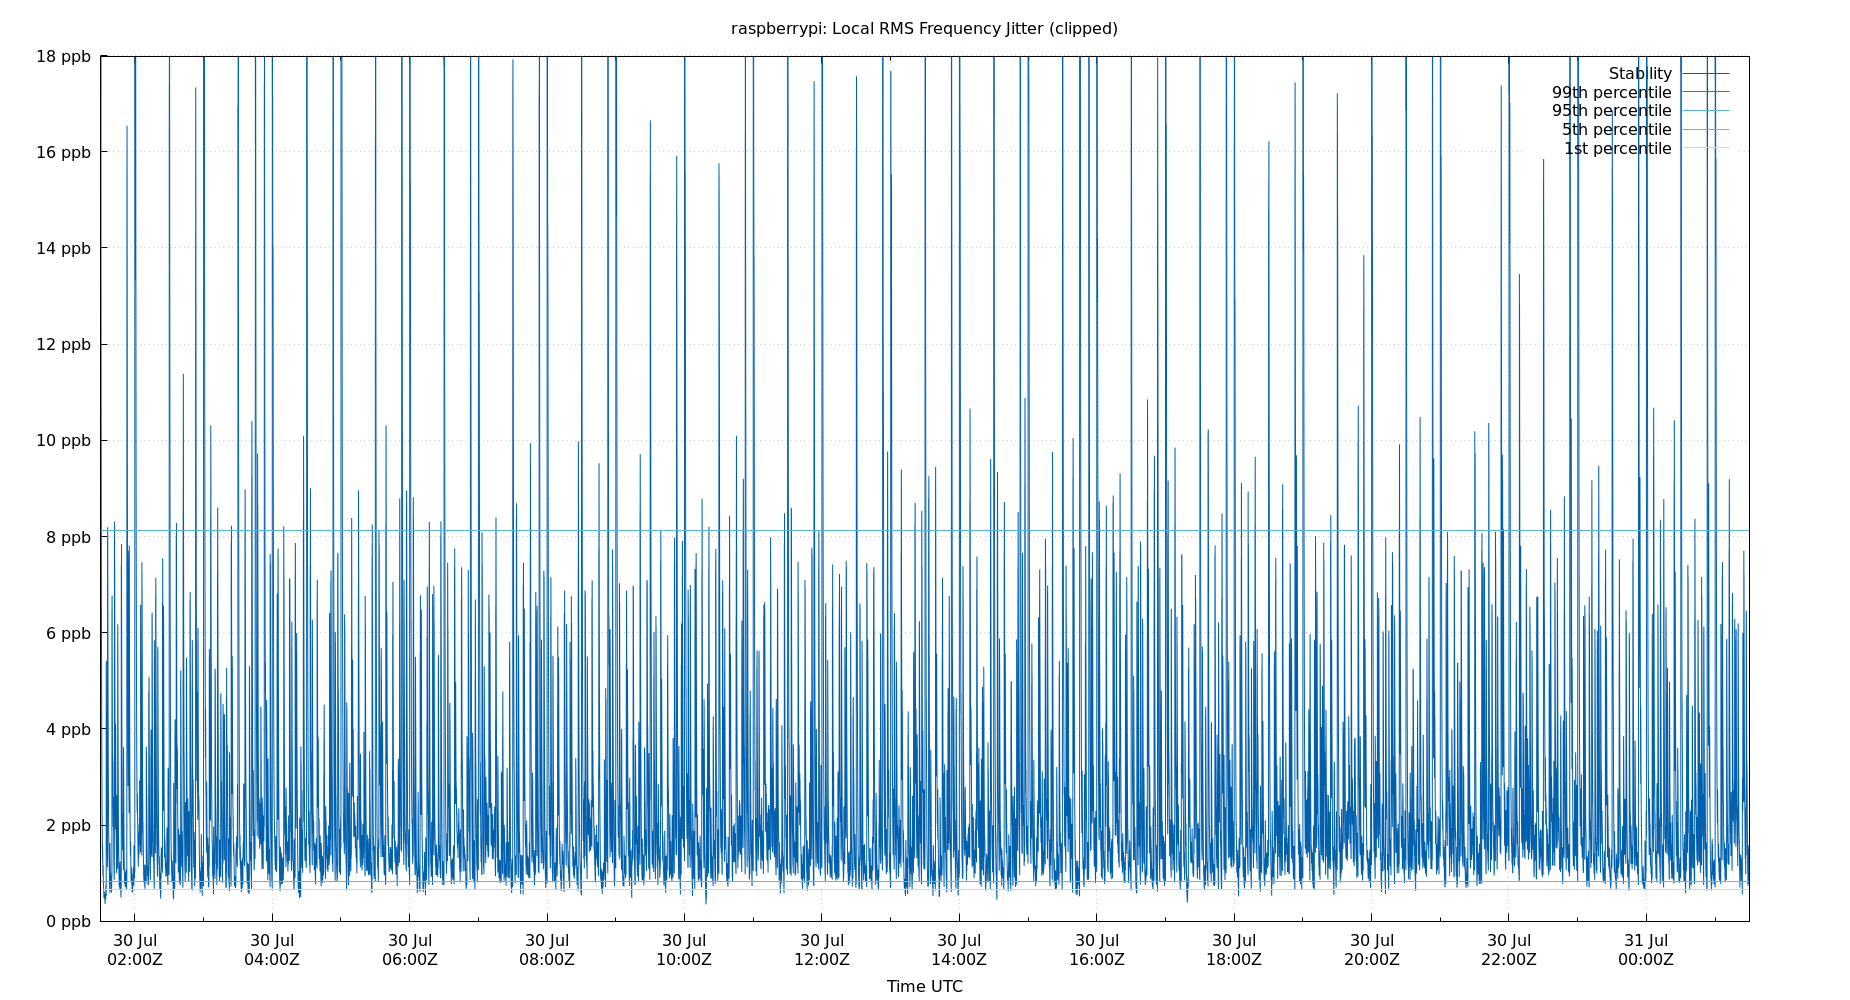 raspberrypi: Local RMS Frequency Jitter (clipped)
18 ppb
16 ppb
14 ppb
12 ppb
10 ppb
8 ppb
6 ppb
4 ppb
2 ppb
0 ppb
Stability
99th percentile
95th percentile
5th percentile
1st percentile
30 Jul 30 Jul 30 Jul 30 Jul 30 Jul 30 Jul 30 Jul 30 Jul 30 Jul 30 Jul 30 Jul 31 Jul
02:00Z 04:00Z 06:00Z 08:00Z 10:00Z 12:00Z 14:00Z 16:00Z 18:00Z 20:00Z 22:00Z 00:00Z
Time UTC